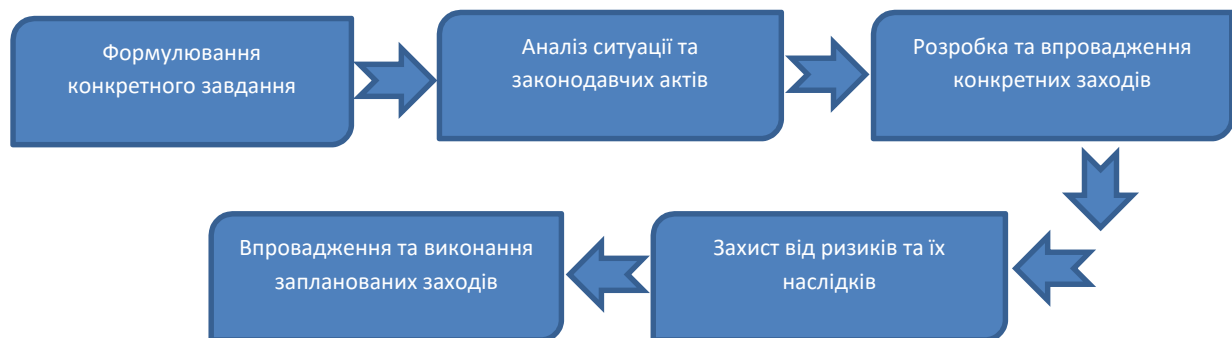 Формулювання
конкретного завдання
Аналіз ситуації та
законодавчих актів
Розробка та впровадження
конкретних заходів
Захист від ризиків та їх
наслідків
Впровадження та виконання
запланованих заходів